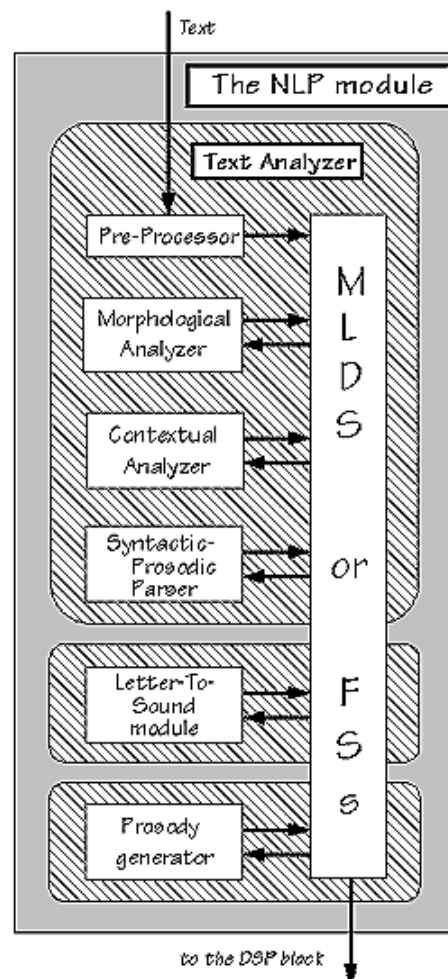 Text
The NLP module
Text Analyzer
Pre-Processor
Morphological
Analyzer
Contextual
Analyzer
Syntactic-
Prosodic
Parser
Letter-To-
Sound
module
Prosody
generator
M
L
D
S
or
F
S
s
to the DSP block